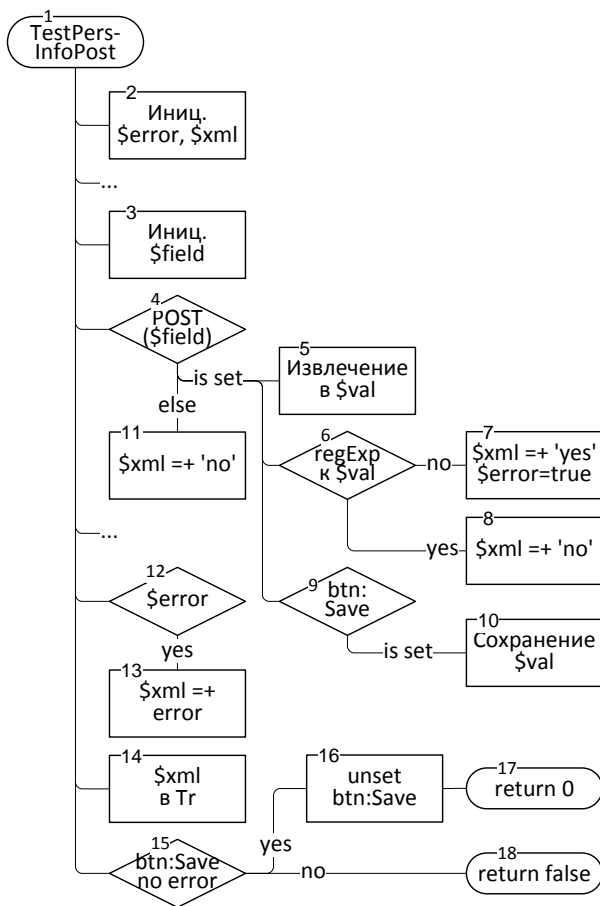 1
TestPers-
InfoPost
2
Иниц.
$error, $xml
...
3
Иниц.
$field
4
POST
($field)
is set
else
5
Извлечение
в $val
11
$xml =+ 'no'
6
regExp
к $val
no
7
$xml =+ 'yes'
$error=true
yes
8
$xml =+ 'no'
...
12
$error
yes
9
btn:
Save
is set
10
Сохранение
$val
13
$xml =+
error
14
$xml
в Tr
15
btn:Save
no error
yes
16
unset
btn:Save
17
return 0
no
18
return false